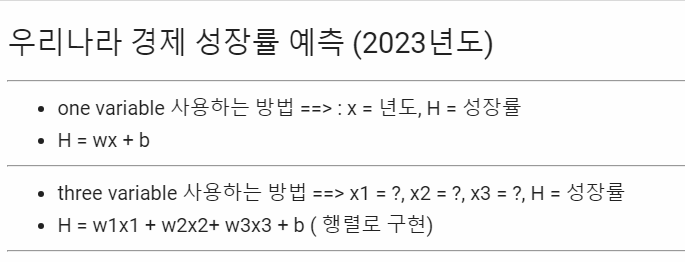 우리나라 경제 성장률 예측 (2023년도)
• one variable 사용하는 방법 ==> : x = 년도, H = 성장률
• H = wx + b
• three variable 사용하는 방법 ==> x1 = ?, x2 = ?, x3 = ?, H = 성장률
• H = w1x1 + w2x2+ w3x3 + b ( 행렬로 구현)